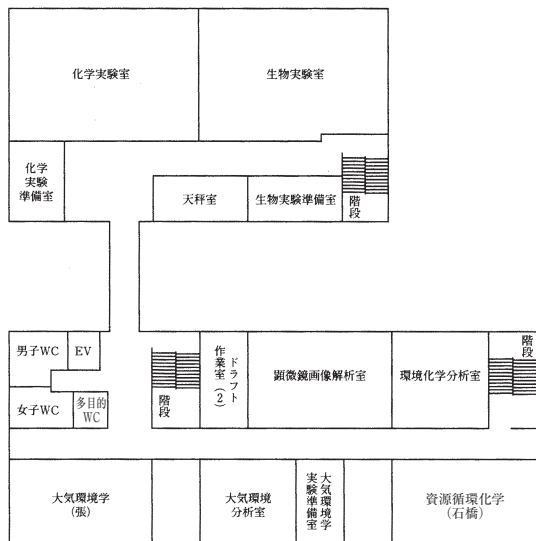 化学実験室
生物実験室
化学
実験
準備室
天秤室
生物実験準備室
階段
男子WC
EV
女子WC
多目的
WC
階段
ドラフト
作業室(2)
顕微鏡画像解析室
環境化学分析室
階段
大気環境学
(張)
大気環境
分析室
大気環境学
実験準備室
資源循環化学
(石橋)